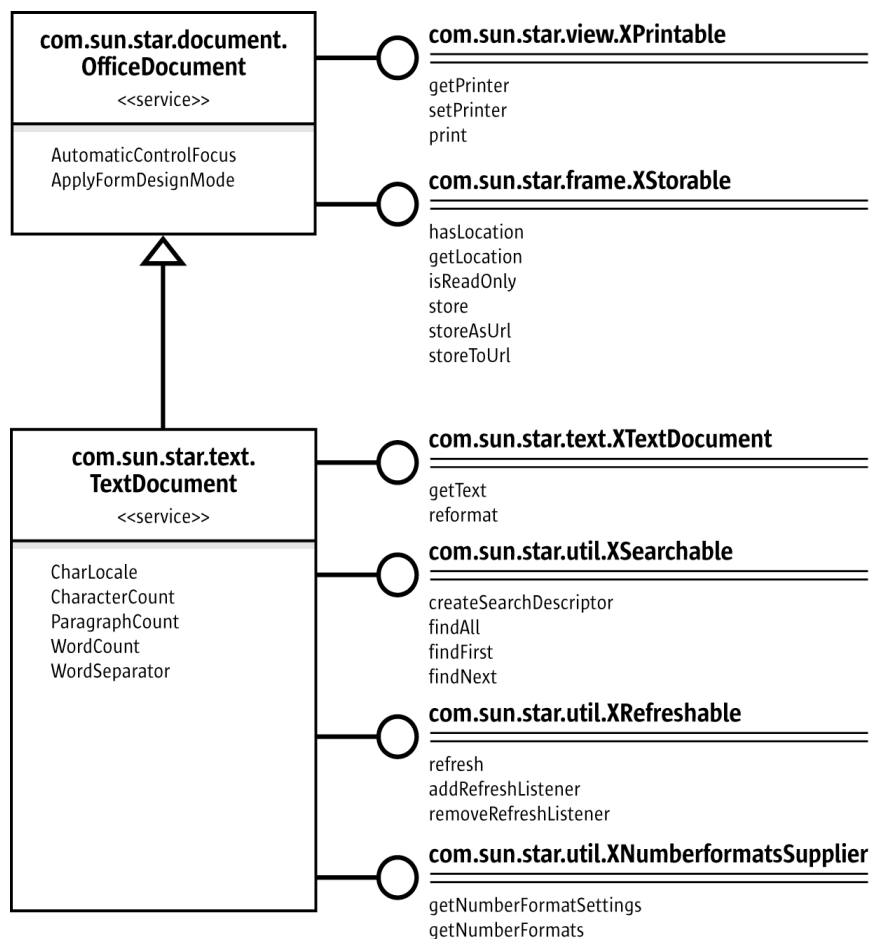 com.sun.star.document.
OfficeDocument
<<service>>
AutomaticControlFocus
ApplyFormDesignMode
com.sun.star.view.XPrintable
getPrinter
setPrinter
print
com.sun.star.frame.XStorable
hasLocation
getLocation
isReadOnly
store
storeAsUrl
storeToUrl
com.sun.star.text.
TextDocument
<<service>>
CharLocale
CharacterCount
ParagraphCount
WordCount
WordSeparator
com.sun.star.text.XTextDocument
getText
reformat
com.sun.star.util.XSearchable
createSearchDescriptor
findAll
findFirst
findNext
com.sun.star.util.XRefreshable
refresh
addRefreshListener
removeRefreshListener
com.sun.star.util.XNumberformatsSupplier
getNumberFormatSettings
getNumberFormats